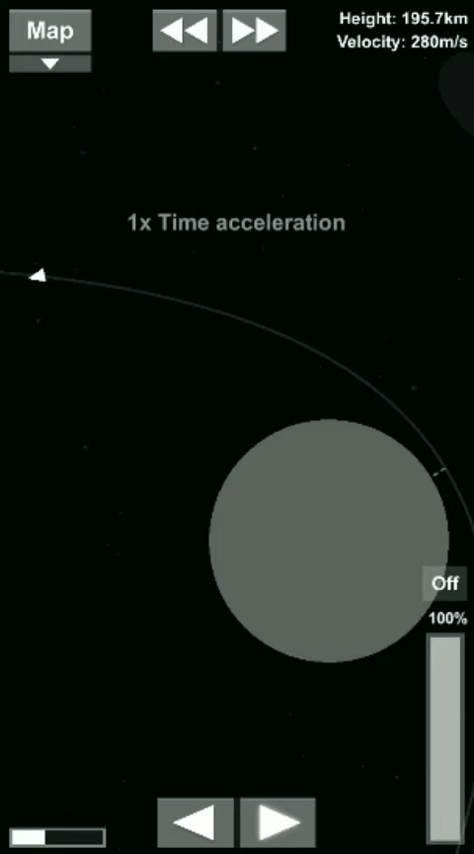 Map
Height: 195.7km
Velocity: 280m/s
1x Time acceleration
Off
100%